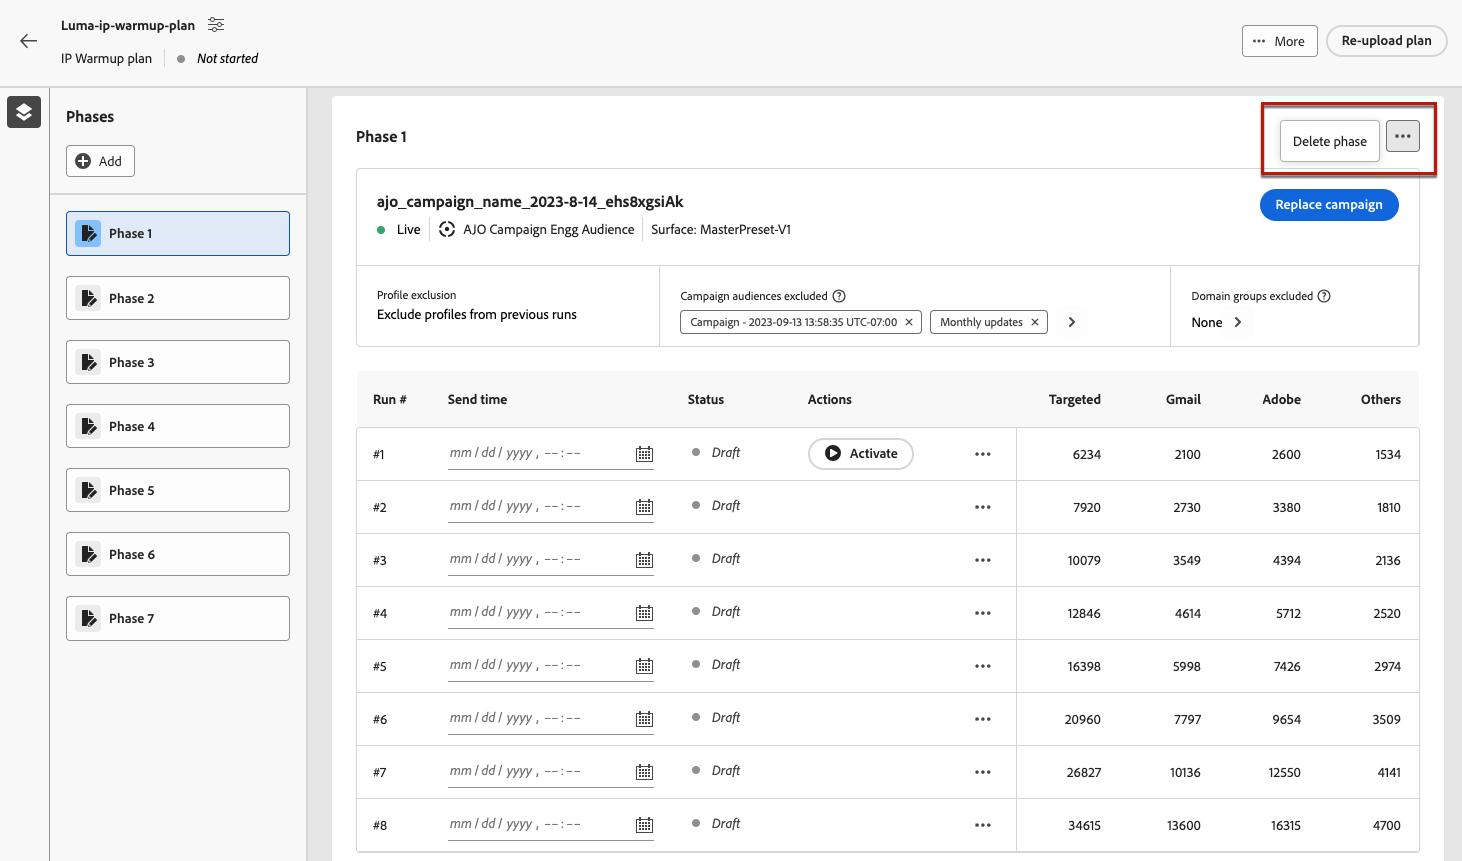 Luma-ip-warmup-plan
IP Warmup plan
Not started
More
Re-upload plan
Phases
Add
Phase 1
Phase 2
Phase 3
Phase 4
Phase 5
Phase 6
Phase 7
Phase 1
Delete phase
ajo_campaign_name_2023-8-14_ehs8xgsiAk
Replace campaign
Live
AJO Campaign Engg Audience
Surface: MasterPreset-V1
Profile exclusion
Exclude profiles from previous runs
Campaign audiences excluded
Campaign - 2023-09-13 13:58:35 UTC-07:00
Monthly updates
Domain groups excluded
None
Run # Send time Status Actions Targeted Gmail Adobe Others
#1 mm / dd / yyyy , -- : -- Draft Activate 6234 2100 2600 1534
#2 mm / dd / yyyy , -- : -- Draft 7920 2730 3380 1810
#3 mm / dd / yyyy , -- : -- Draft 10079 3549 4394 2136
#4 mm / dd / yyyy , -- : -- Draft 12846 4614 5712 2520
#5 mm / dd / yyyy , -- : -- Draft 16398 5998 7426 2974
#6 mm / dd / yyyy , -- : -- Draft 20960 7797 9654 3509
#7 mm / dd / yyyy , -- : -- Draft 26827 10136 12550 4141
#8 mm / dd / yyyy , -- : -- Draft 34615 13600 16315 4700